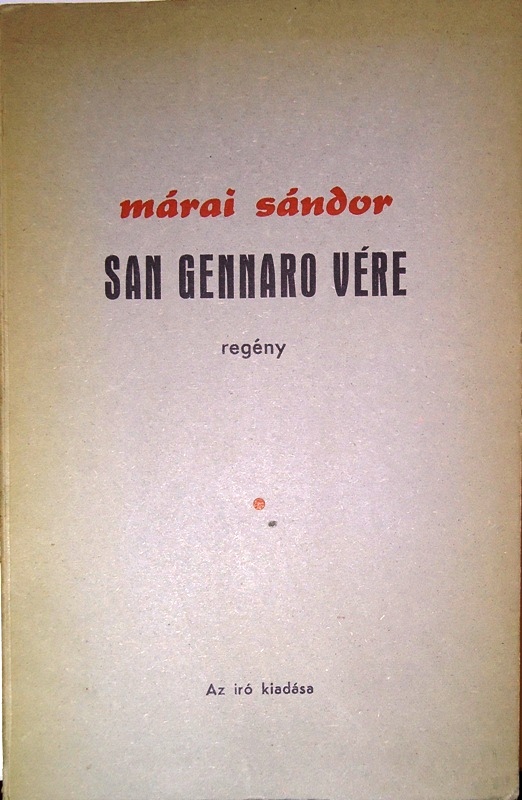 márai sándor
SAN GENNARO VÉRE
regény
Az iró kiadása